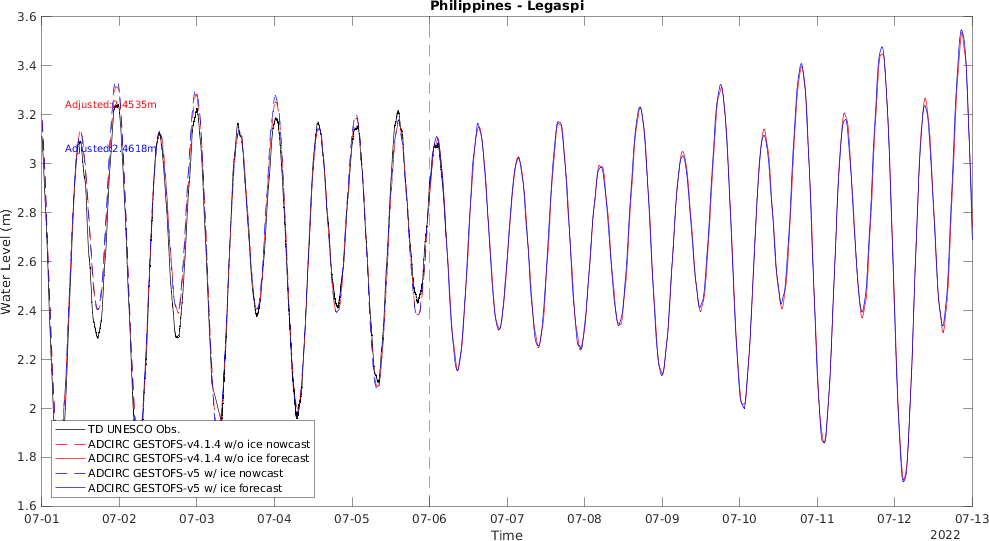 Philippines - Legaspi
3.6
3.4
3.2
3
2.8
2.6
2.4
2.2
2
1.8
1.6
Water Level (m)
Adjusted:2.4535m
Adjusted:2.4618m
TD UNESCO Obs.
ADCIRC GESTOFS-v4.1.4 w/o ice nowcast
ADCIRC GESTOFS-v4.1.4 w/o ice forecast
ADCIRC GESTOFS-v5 w/ ice nowcast
ADCIRC GESTOFS-v5 w/ ice forecast
07-01 07-02 07-03 07-04 07-05 07-06 07-07 07-08 07-09 07-10 07-11 07-12 07-13
Time
2022